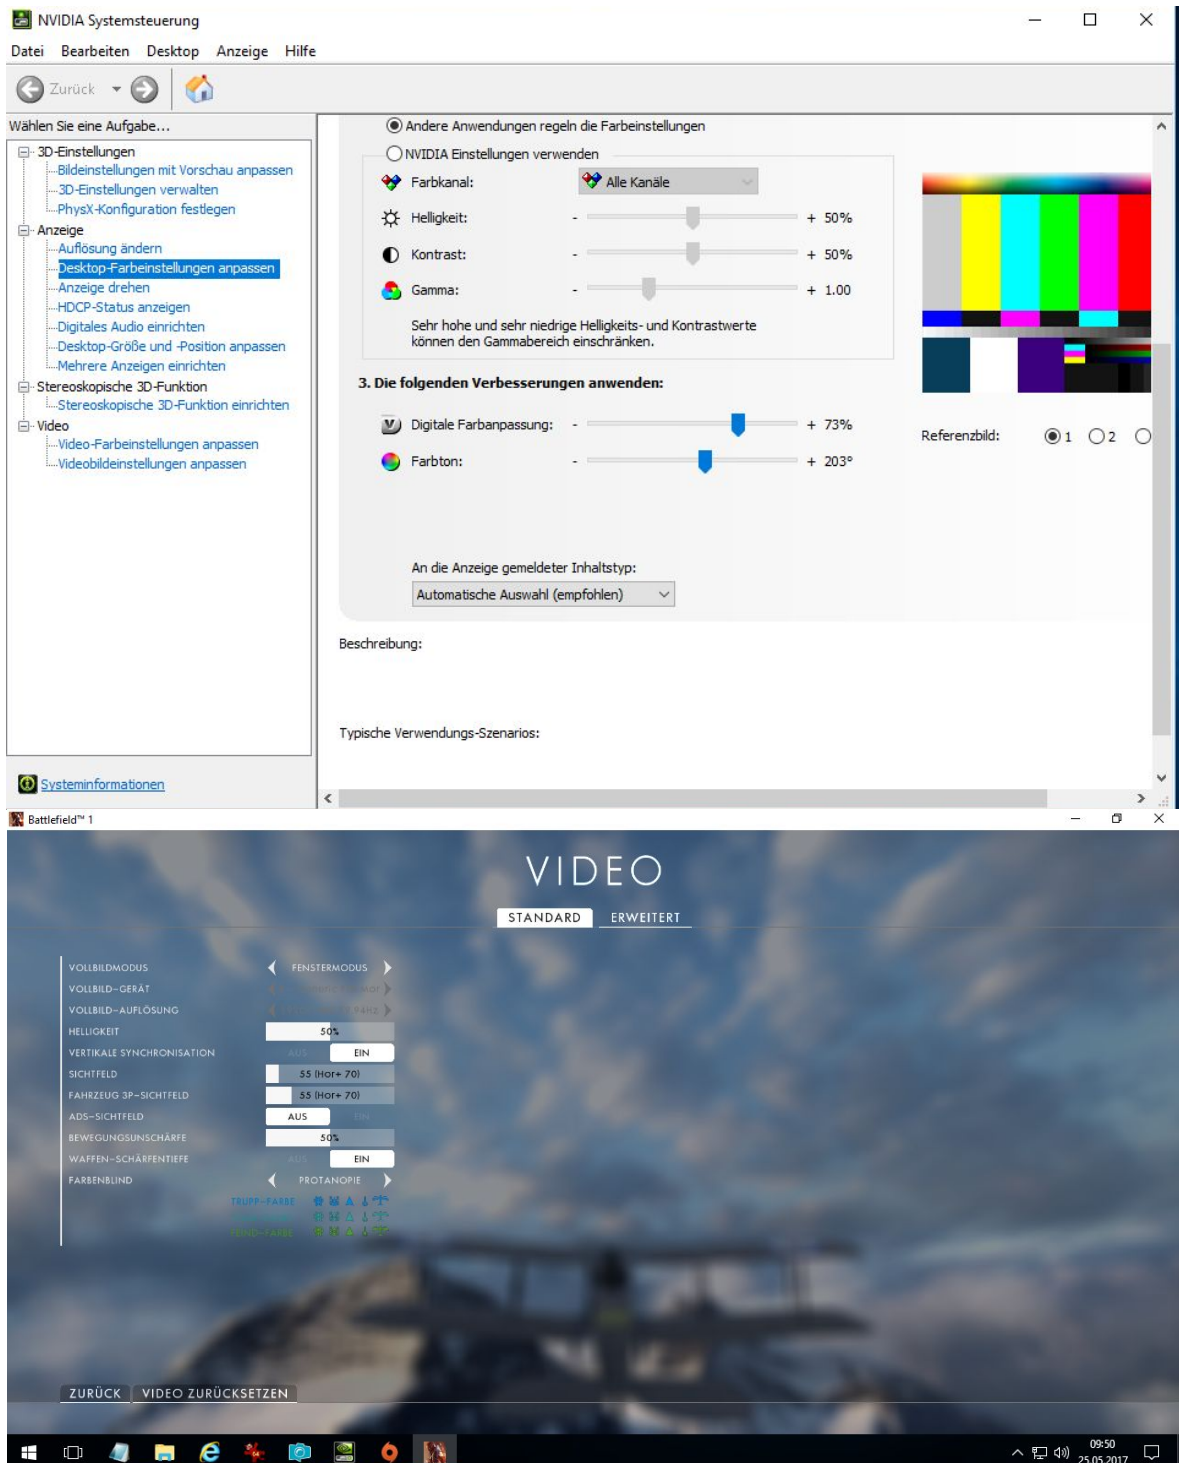 NVIDIA Systemsteuerung
Datei Bearbeiten Desktop Anzeige Hilfe
Zurück
Wählen Sie eine Aufgabe...
3D-Einstellungen
Bildeinstellungen mit Vorschau anpassen
3D-Einstellungen verwalten
PhysX-Konfiguration festlegen
Anzeige
Auflösung ändern
Desktop-Farbeinstellungen anpassen
Anzeige drehen
HDCP-Status anzeigen
Digitales Audio einrichten
Desktop-Größe und -Position anpassen
Mehrere Anzeigen einrichten
Stereoskopische 3D-Funktion
Stereoskopische 3D-Funktion einrichten
Video
Video-Farbeinstellungen anpassen
Videobildeinstellungen anpassen
Systeminformationen
Andere Anwendungen regeln die Farbeinstellungen
NVIDIA Einstellungen verwenden
Farbkanal: Alle Kanäle
Helligkeit: - + 50%
Kontrast: - + 50%
Gamma: - + 1.00
Sehr hohe und sehr niedrige Helligkeits- und Kontrastwerte
können den Gammabereich einschränken.
3. Die folgenden Verbesserungen anwenden:
Digitale Farbanpassung: - + 73%
Farbton: - + 203°
An die Anzeige gemeldeter Inhaltstyp:
Automatische Auswahl (empfohlen)
Referenzbild: 1 2
Beschreibung:
Typische Verwendungs-Szenarios:
Battlefield™ 1
VIDEO
STANDARD ERWEITERT
VOLLBILDMODUS FENSTERMODUS
VOLLBILD-GERÄT
VOLLBILD-AUFLÖSUNG
HELLIGKEIT 50%
VERTIKALE SYNCHRONISATION AUS EIN
SICHTFELD 55 (Hor+ 70)
FAHRZEUG 3P-SICHTFELD 55 (Hor+ 70)
ADS-SICHTFELD AUS EIN
BEWEGUNGSUNSCHÄRFE 50%
WAFFEN-SCHÄRFENTIEFE AUS EIN
FARBENBLIND PROTANOPIE
TRUPP-FARBE
FEIND-FARBE
ZURÜCK VIDEO ZURÜCKSETZEN
09:50
25.05.2017